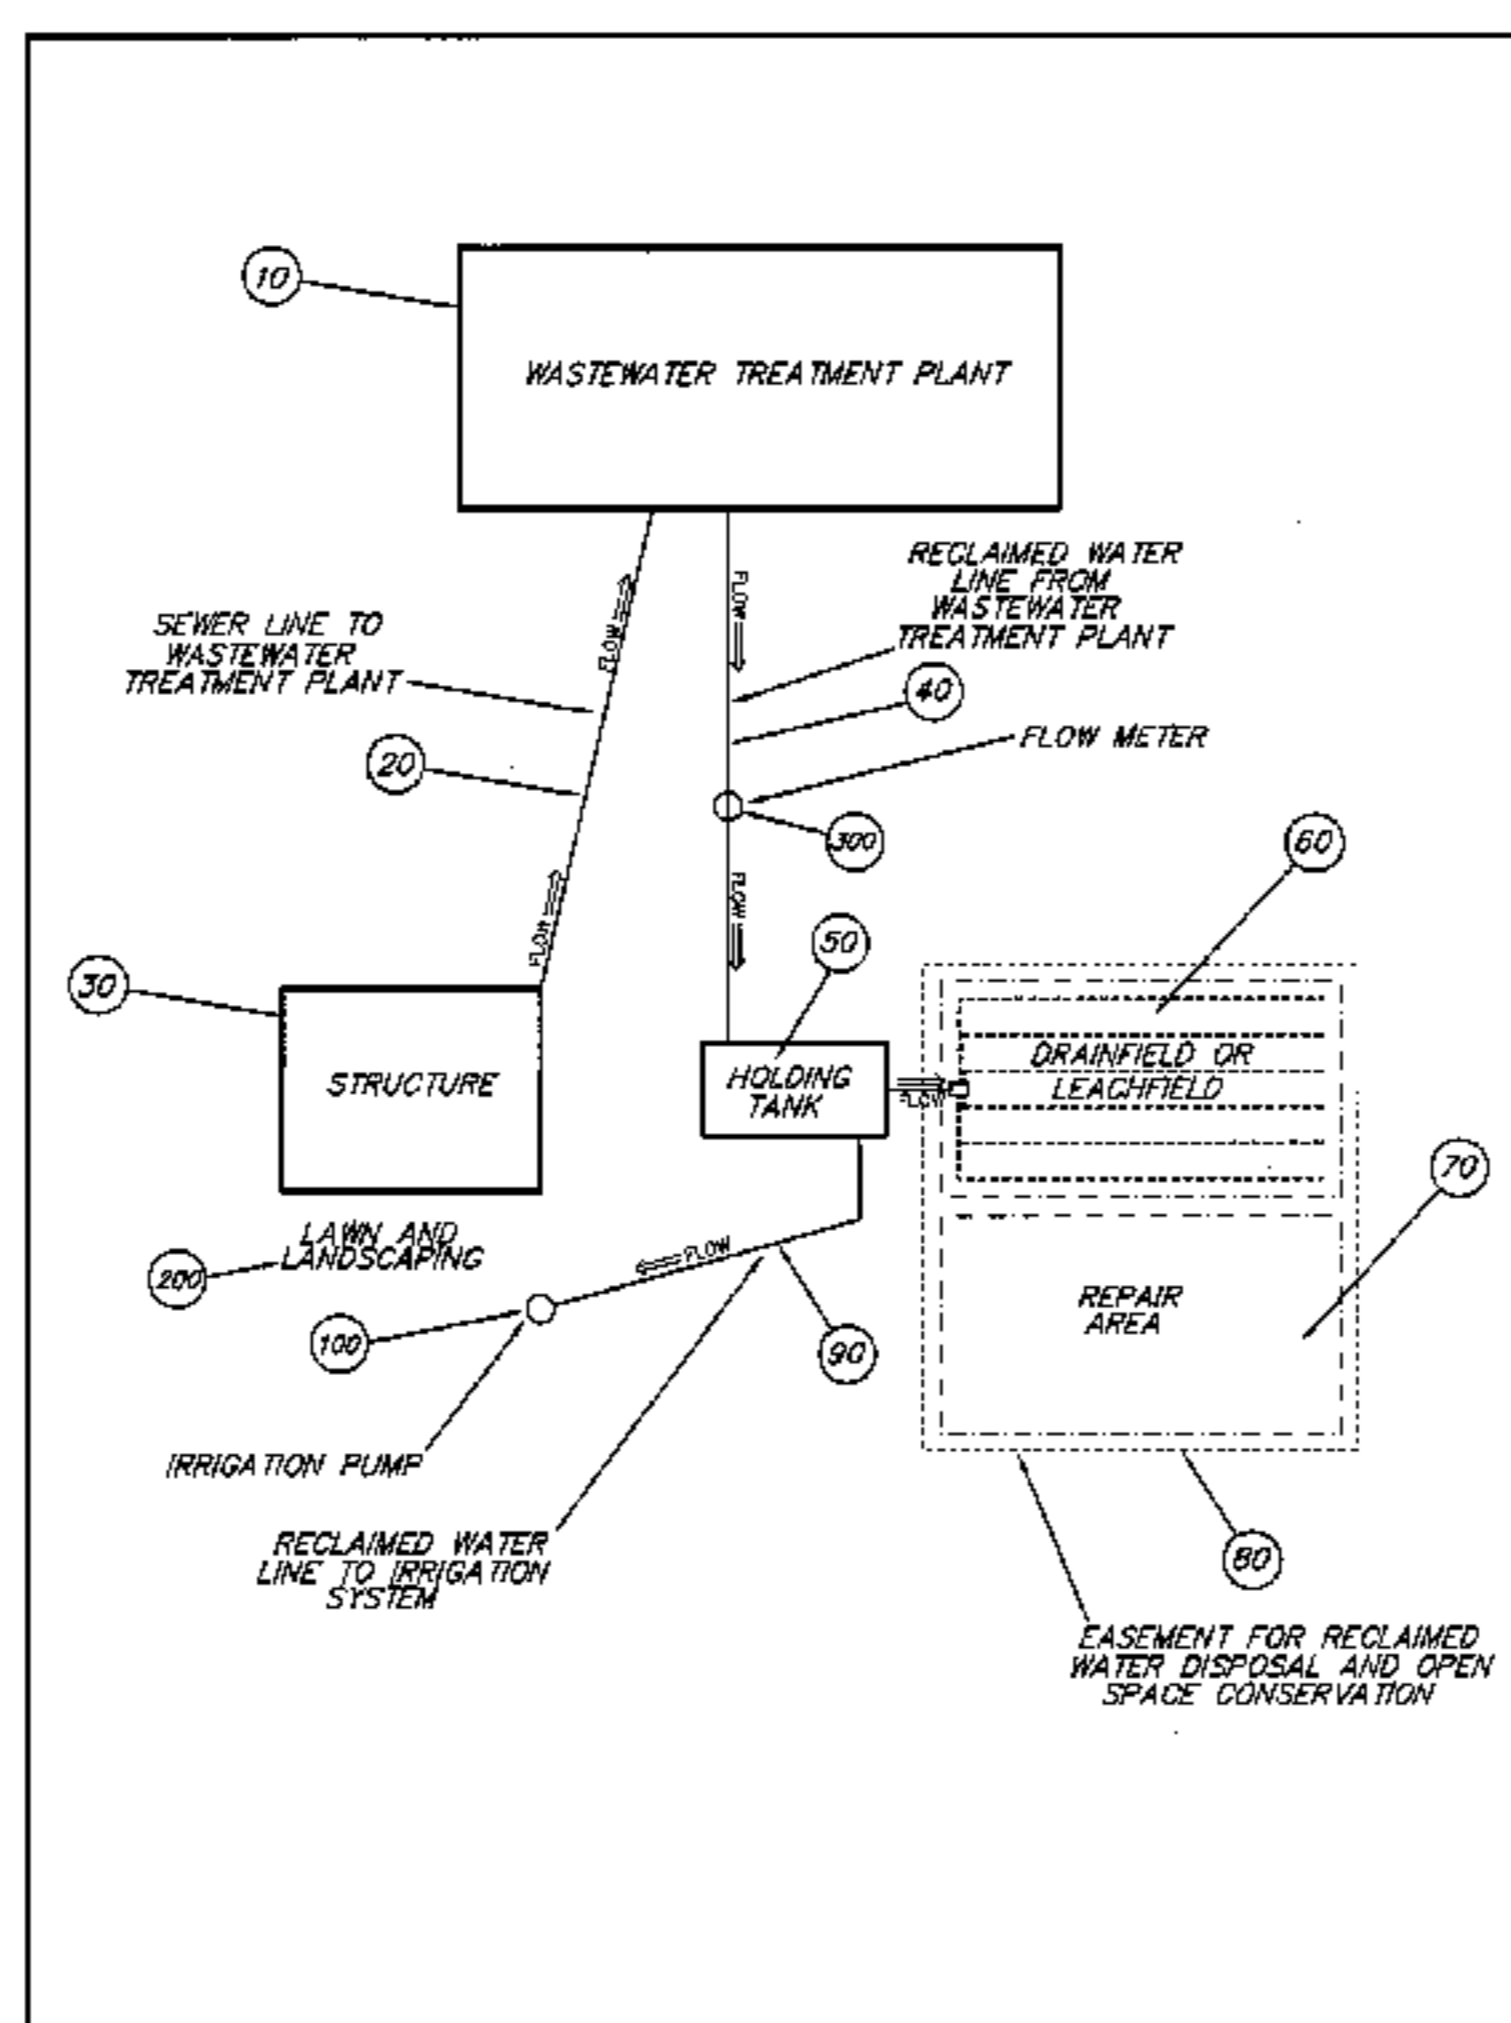 10
WASTEWATER TREATMENT PLANT
RECLAIMED WATER
LINE FROM
WASTEWATER
TREATMENT PLANT
FLOW
FLOW
SEWER LINE TO
WASTEWATER
TREATMENT PLANT
40
FLOW METER
20
300
60
FLOW
FLOW
50
30
STRUCTURE
HOLDING
TANK
FLOW
DRAINFIELD OR
LEACHFIELD
70
LAWN AND
LANDSCAPING
200
FLOW
REPAIR
AREA
100
90
IRRIGATION PUMP
RECLAIMED WATER
LINE TO IRRIGATION
SYSTEM
80
EASEMENT FOR RECLAIMED
WATER DISPOSAL AND OPEN
SPACE CONSERVATION